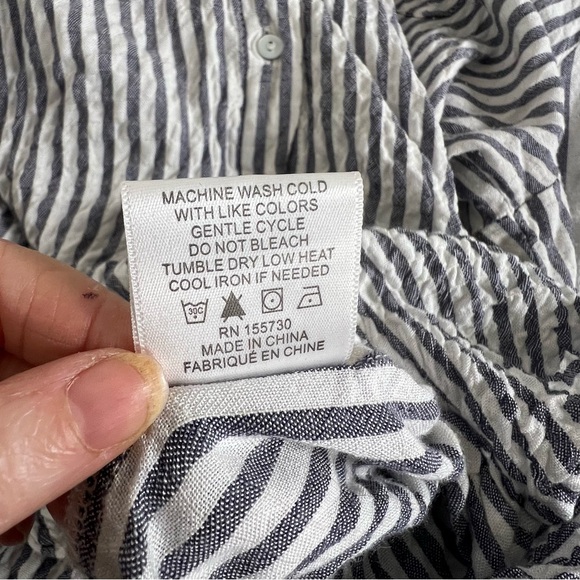 MACHINE WASH COLD
WITH LIKE COLORS
GENTLE CYCLE
DO NOT BLEACH
TUMBLE DRY LOW HEAT
COOL IRON IF NEEDED
30C
RN 155730
MADE IN CHINA
FABRIQUÉ EN CHINE